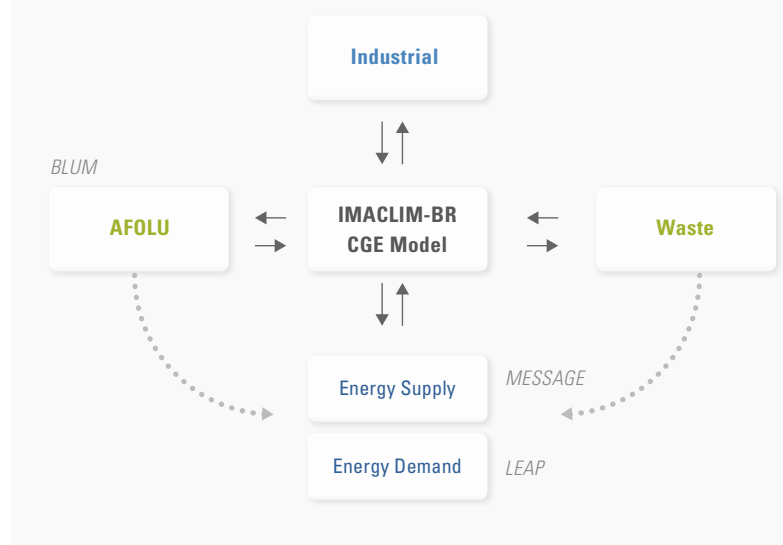 Industrial
BLUM
AFOLU
IMACLIM-BR
CGE Model
Waste
Energy Supply
MESSAGE
Energy Demand
LEAP